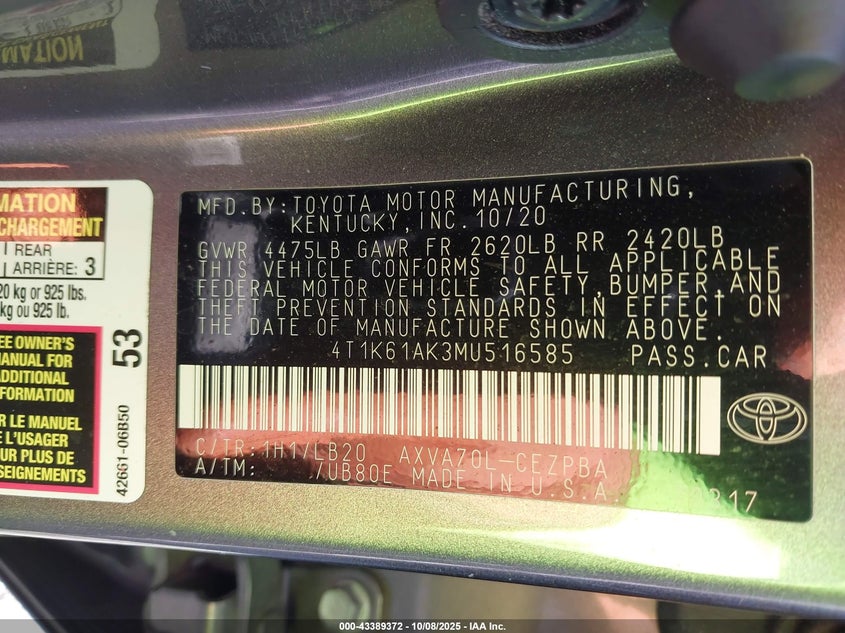 MATION
CHARGEMENT
REAR
ARRIÈRE: 3
20 kg or 925 lbs.
kg ou 925 lb.
EE OWNER'S
MANUAL FOR
ADDITIONAL
NFORMATION
R LE MANUEL
L'USAGER
UR PLUS DE
SEIGNEMENTS
53
42661-06B50
MFD.BY:TOYOTA MOTOR MANUFACTURING,
KENTUCKY,INC.10/20
GVWR 4475LB GAWR FR 2620LB RR 2420LB
THIS VEHICLE CONFORMS TO ALL APPLICABLE
FEDERAL MOTOR VEHICLE SAFETY,BUMPER,AND
THEFT PREVENTION STANDARDS IN EFFECT ON
THE DATE OF MANUFACTURE SHOWN ABOVE.
4T1K61AK3MU516585 PASS.CAR
C/TR:1H1/LB20 AXVA70L-CEZPBA
A/TM: /UB80E MADE IN U.S.A.
000-43389372 | 10/08/2025 - IAA Inc.